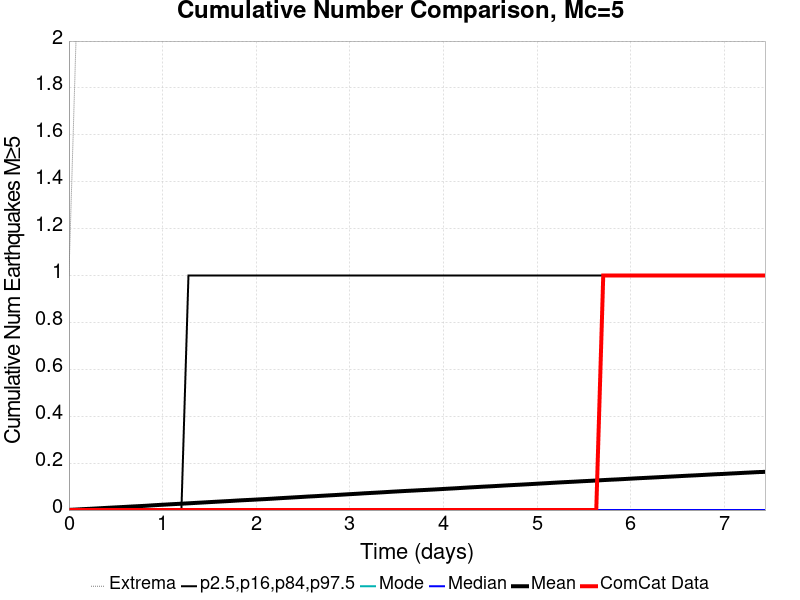 Cumulative Number Comparison, Mc=5
Cumulative Num Earthquakes M≥5
2
1.8
1.6
1.4
1.2
1
0.8
0.6
0.4
0.2
0
0 1 2 3 4 5 6 7
Time (days)
Extrema p2.5,p16,p84,p97.5 Mode Median Mean ComCat Data